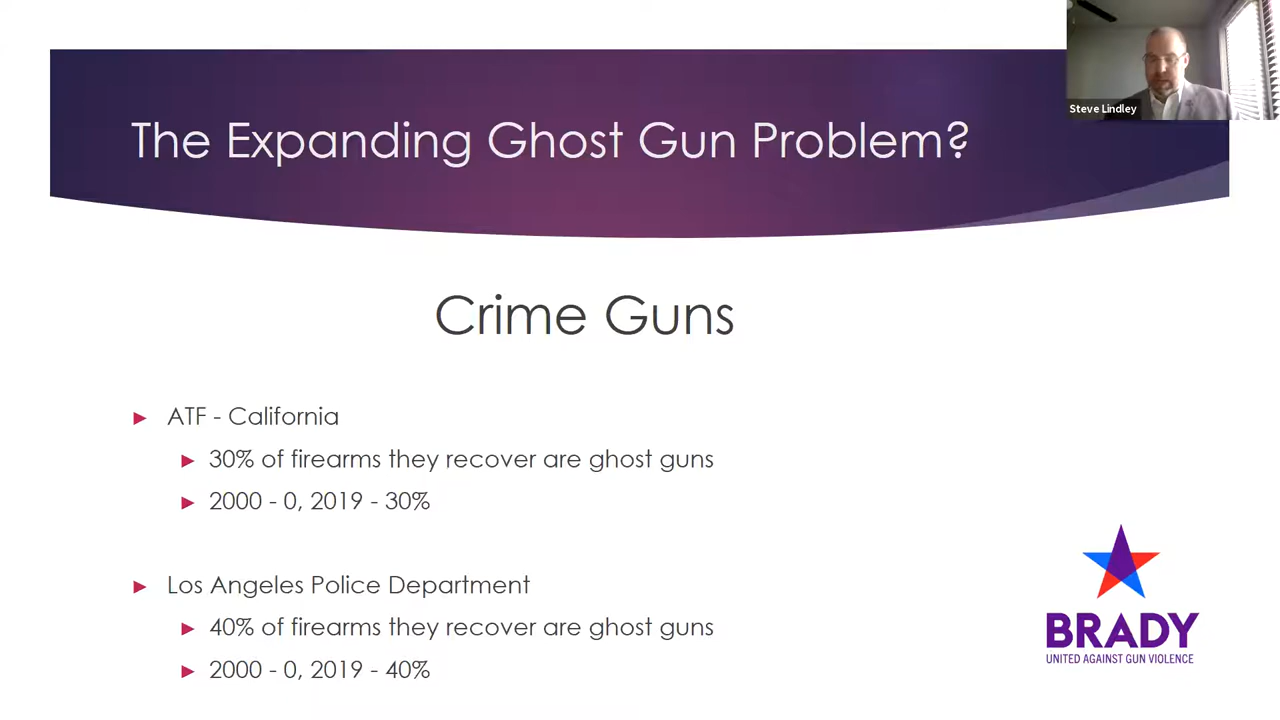 Steve Lindley
The Expanding Ghost Gun Problem?
Crime Guns
ATF - California
30% of firearms they recover are ghost guns
2000 - 0, 2019 - 30%
Los Angeles Police Department
40% of firearms they recover are ghost guns
2000 - 0, 2019 - 40%
BRADY
UNITED AGAINST GUN VIOLENCE